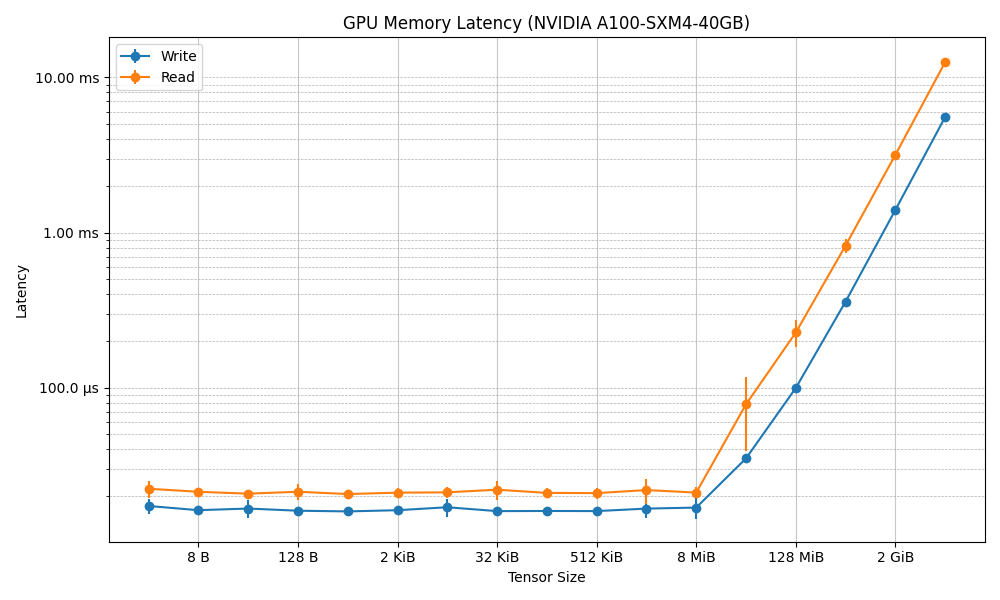 GPU Memory Latency (NVIDIA A100-SXM4-40GB)
Write
Read
10.00 ms
1.00 ms
100.0 µs
Latency
8 B
128 B
2 KiB
32 KiB
512 KiB
8 MiB
128 MiB
2 GiB
Tensor Size